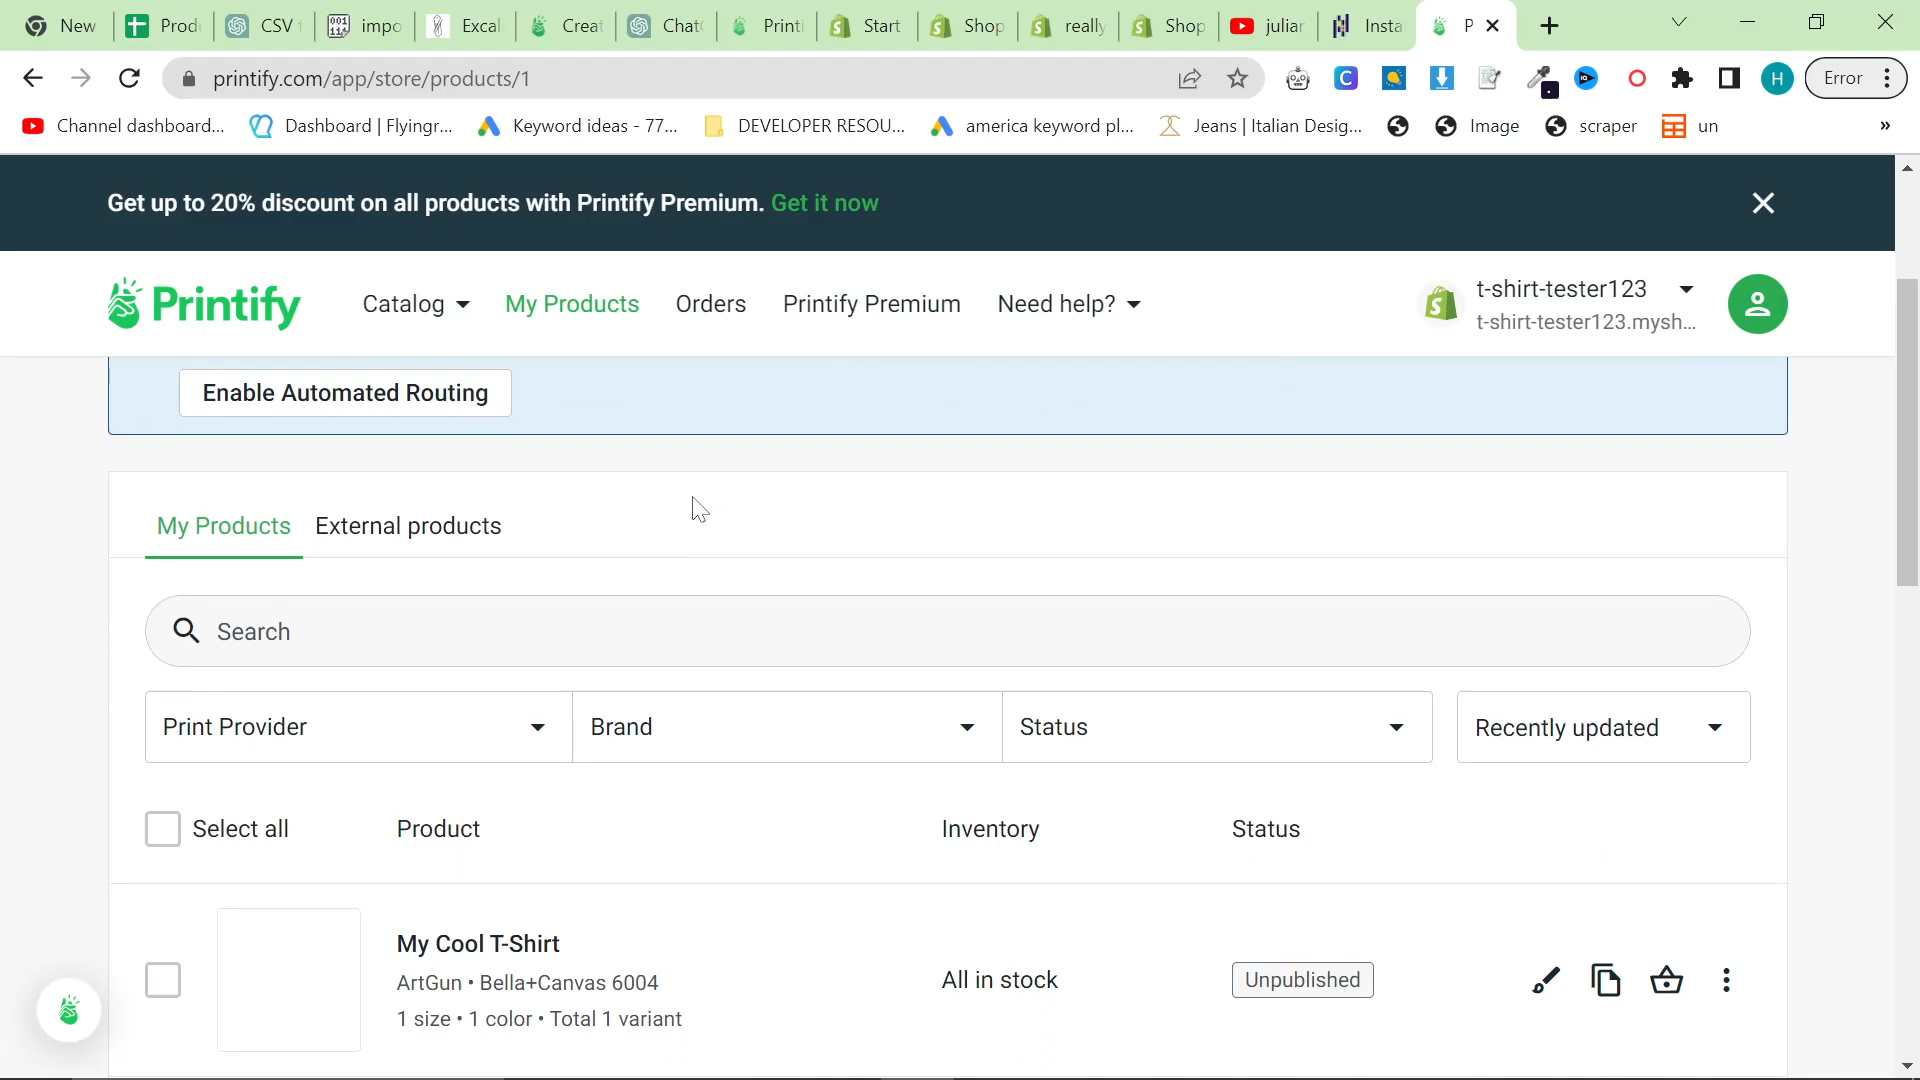 New
Produ
CSV f
impo
Excal
Creat
Chat
Printi
Start
Shop
really
Shop
juliar
Insta
P
printify.com/app/store/products/1
Error
Channel dashboard...
Dashboard | Flyingr...
Keyword ideas - 77...
DEVELOPER RESOU...
america keyword pl...
Jeans | Italian Desig...
Image
scraper
un
»
Get up to 20% discount on all products with Printify Premium. Get it now
Printify
Catalog
My Products
Orders
Printify Premium
Need help?
t-shirt-tester123
t-shirt-tester123.mysh...
Enable Automated Routing
My Products
External products
Search
Print Provider
Brand
Status
Recently updated
Select all
Product
Inventory
Status
My Cool T-Shirt
ArtGun • Bella+Canvas 6004
1 size • 1 color • Total 1 variant
All in stock
Unpublished